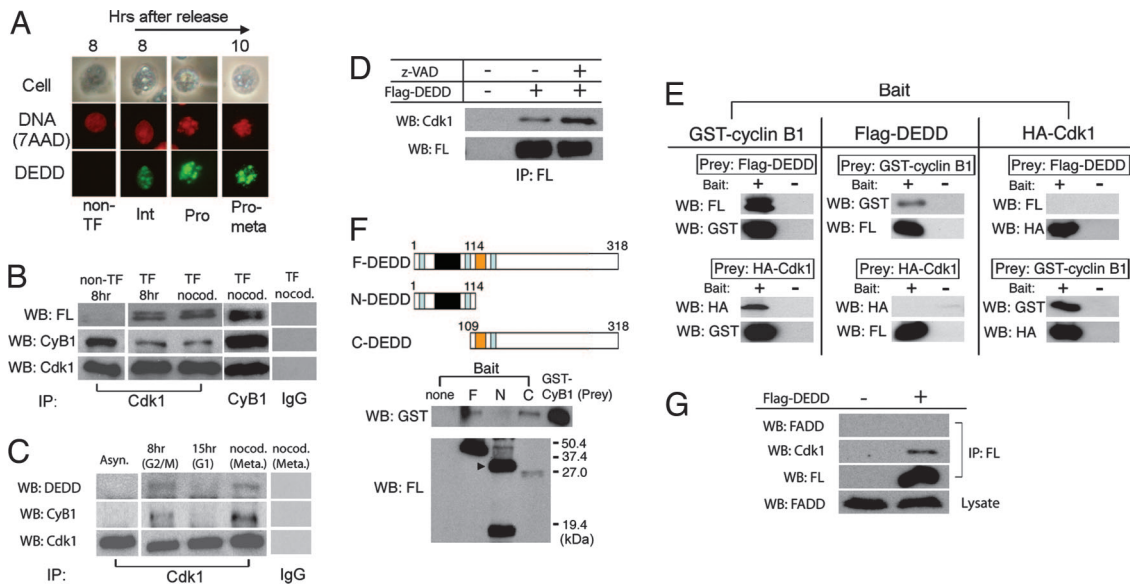 A
Hrs after release
8 8 10
Cell
DNA
(7AAD)
DEDD
non-
TF
Int
Pro
Pro-
meta
B
non-TF
8hr
TF
8hr
TF
nocod.
TF
nocod.
TF
nocod.
WB: FL
WB: CyB1
WB: Cdk1
IP: Cdk1 CyB1 IgG
C
Asyn.
8hr
(G2/M)
15hr
(G1)
nocod.
(Meta.)
nocod.
(Meta.)
WB: DEDD
WB: CyB1
WB: Cdk1
IP: Cdk1 IgG
D
z-VAD - - +
Flag-DEDD - + +
WB: Cdk1
WB: FL
IP: FL
E
Bait
GST-cyclin B1 Flag-DEDD HA-Cdk1
Prey: Flag-DEDD Prey: GST-cyclin B1 Prey: Flag-DEDD
Bait: + - Bait: + - Bait: + -
WB: FL WB: GST WB: FL
WB: GST WB: FL WB: HA
Prey: HA-Cdk1 Prey: HA-Cdk1 Prey: GST-cyclin B1
Bait: + - Bait: + - Bait: + -
WB: HA WB: HA WB: GST
WB: GST WB: FL WB: HA
F
1 114 318
F-DEDD
1 114
N-DEDD
109 318
C-DEDD
Bait
none F N C GST-
CyB1 (Prey)
WB: GST
WB: FL
50.4
37.4
27.0
19.4
(kDa)
G
Flag-DEDD - +
WB: FADD
WB: Cdk1
WB: FL
IP: FL
WB: FADD Lysate